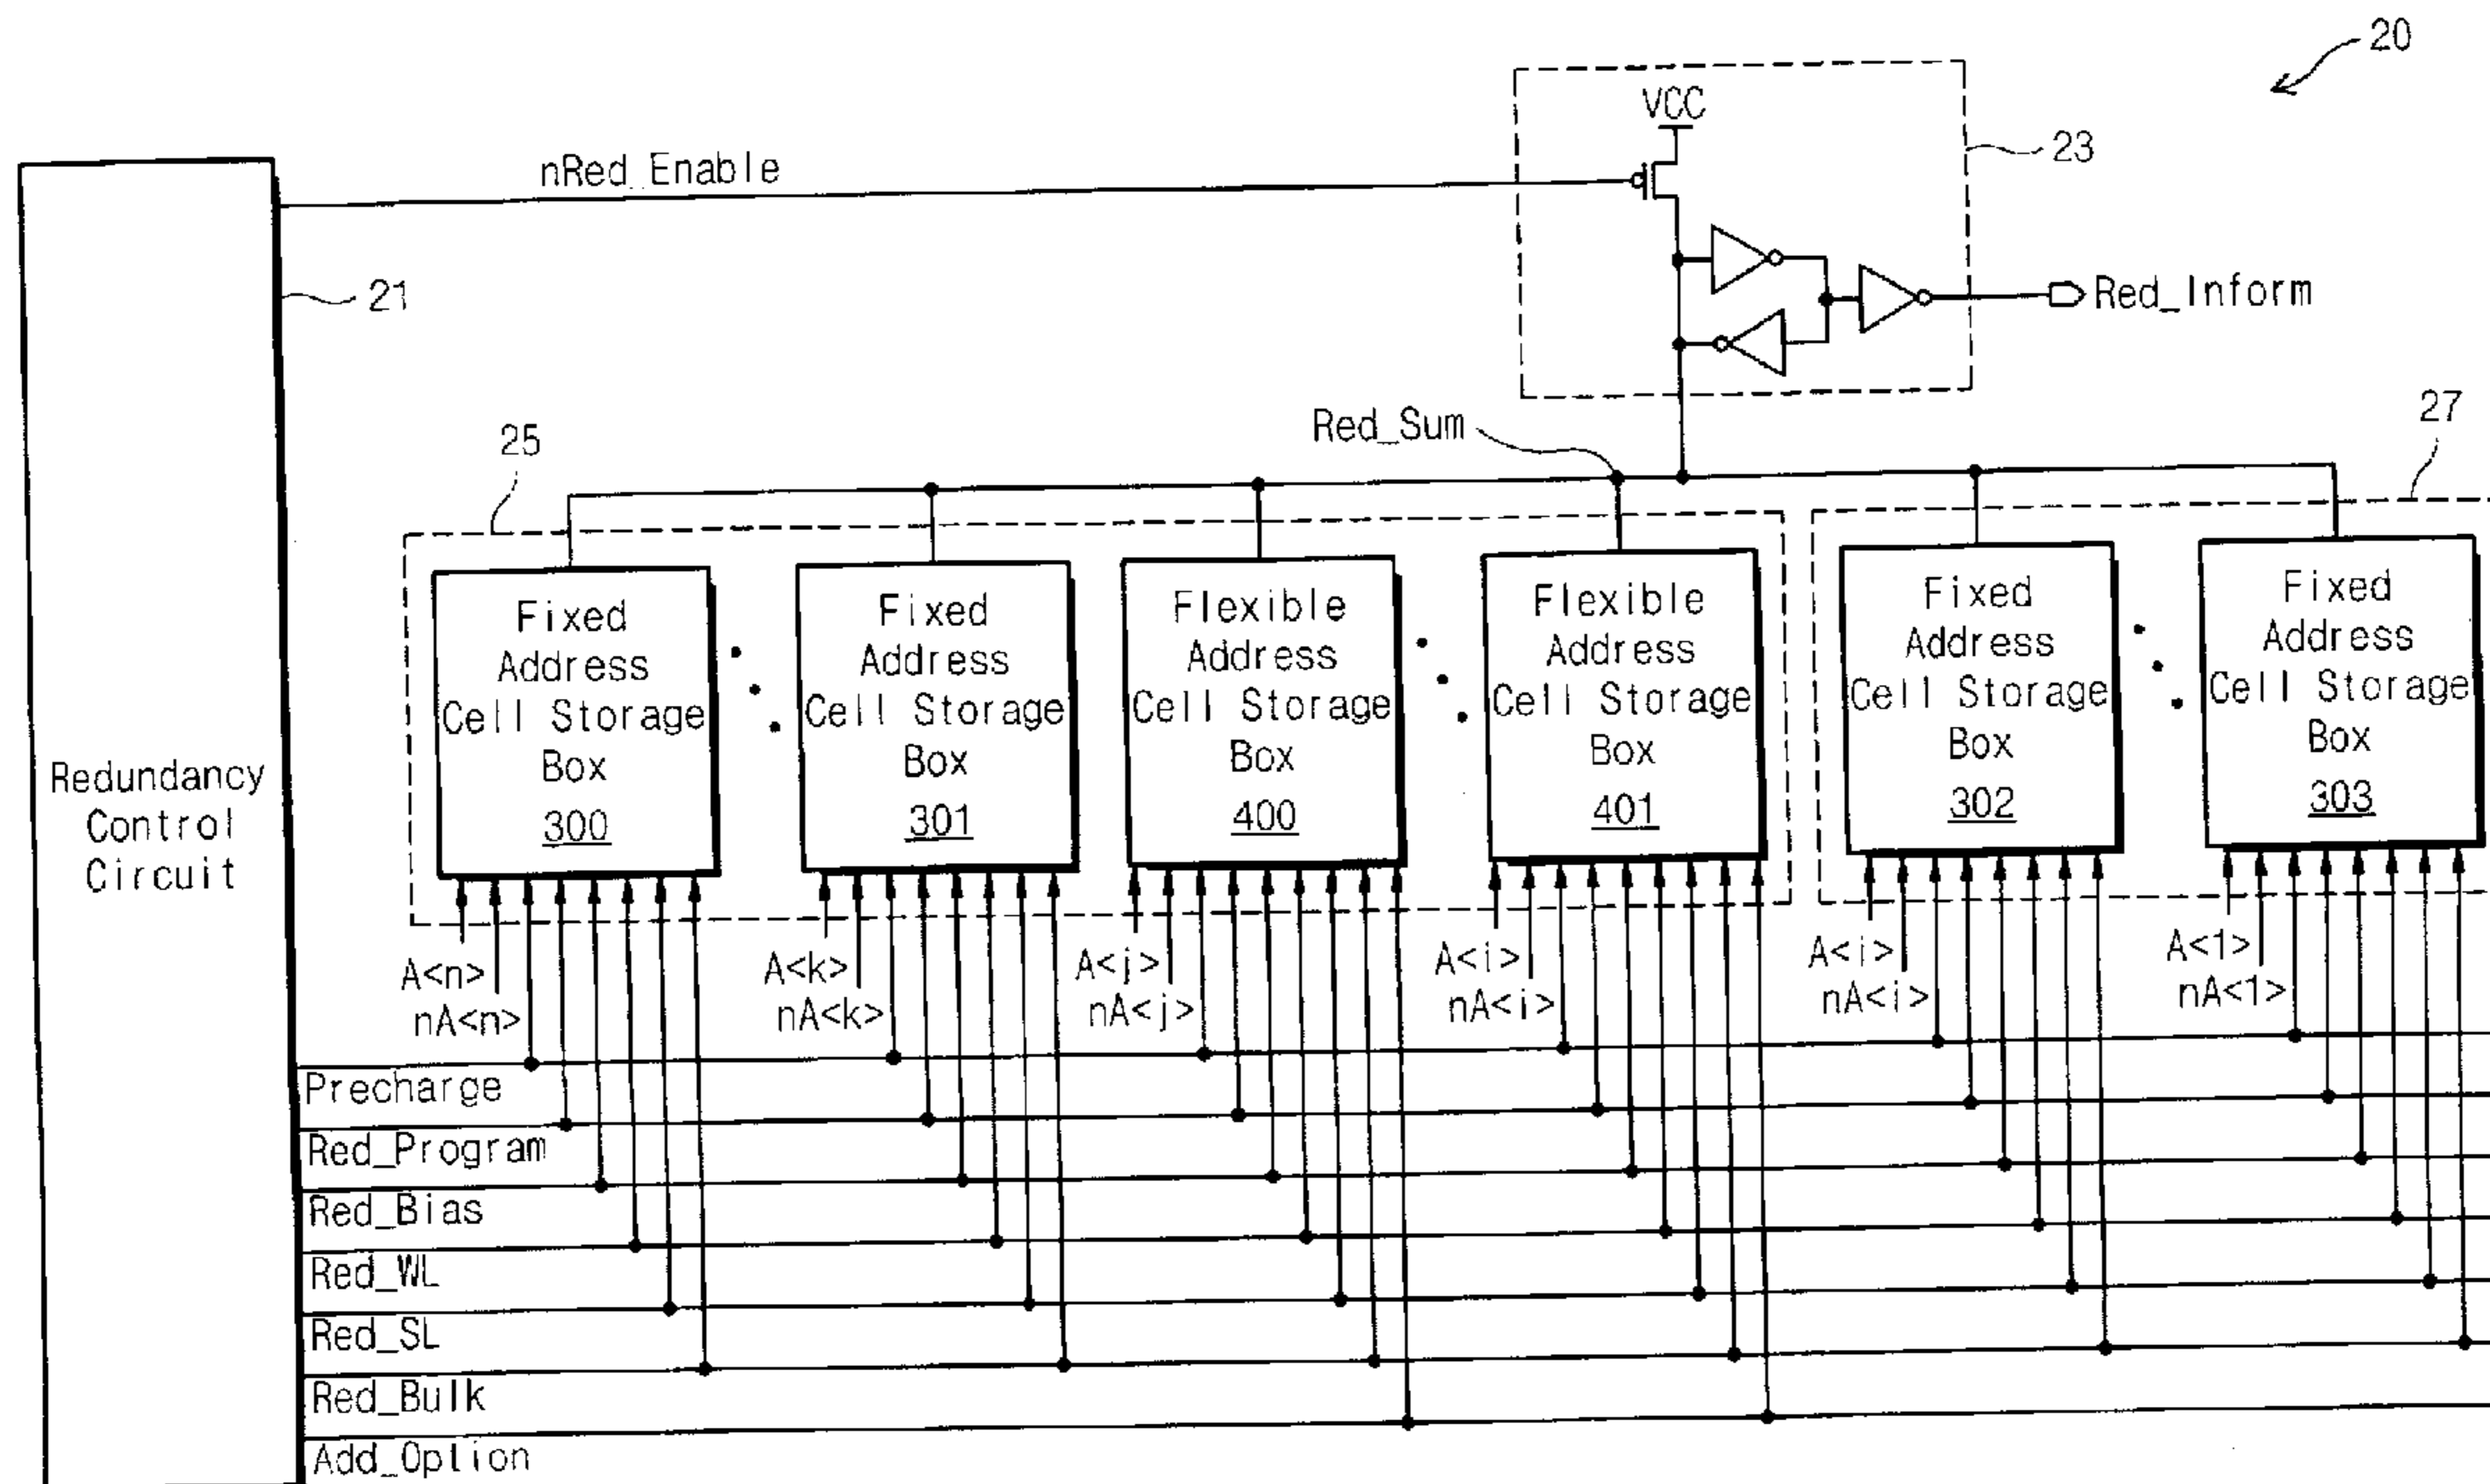 20
VCC
23
nRed_Enable
21
Red_Inform
Red_Sum
25
27
Fixed
Address
Cell Storage
Box
300
Fixed
Address
Cell Storage
Box
301
Flexible
Address
Cell Storage
Box
400
Flexible
Address
Cell Storage
Box
401
Fixed
Address
Cell Storage
Box
302
Fixed
Address
Cell Storage
Box
303
Redundancy
Control
Circuit
A<n>
nA<n>
A<k>
nA<k>
A<j>
nA<j>
A<i>
nA<i>
A<i>
nA<i>
A<1>
nA<1>
Precharge
Red_Program
Red_Bias
Red_WL
Red_SL
Red_Bulk
Add_Option